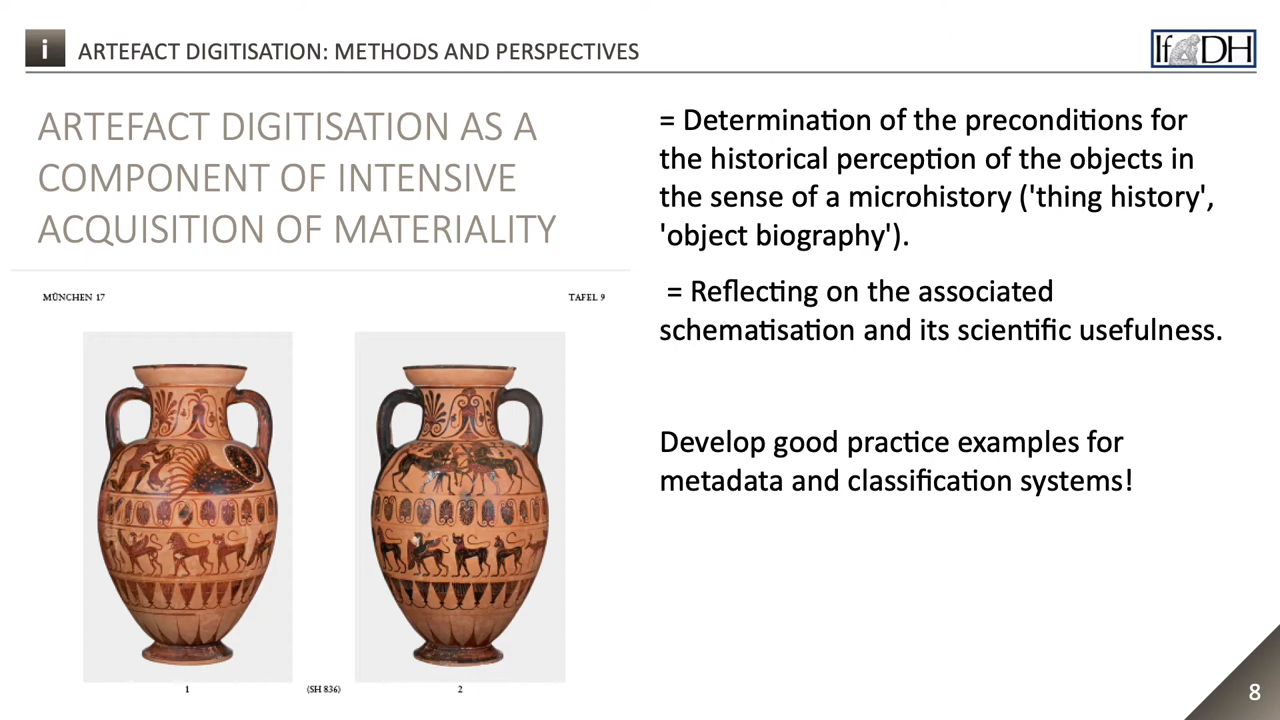 i
ARTEFACT DIGITISATION: METHODS AND PERSPECTIVES
IfDH
ARTEFACT DIGITISATION AS A
COMPONENT OF INTENSIVE
ACQUISITION OF MATERIALITY
MÜNCHEN 17
TAFEL 9
1
(SH 836)
2
= Determination of the preconditions for
the historical perception of the objects in
the sense of a microhistory ('thing history',
'object biography').
= Reflecting on the associated
schematisation and its scientific usefulness.
Develop good practice examples for
metadata and classification systems!
8